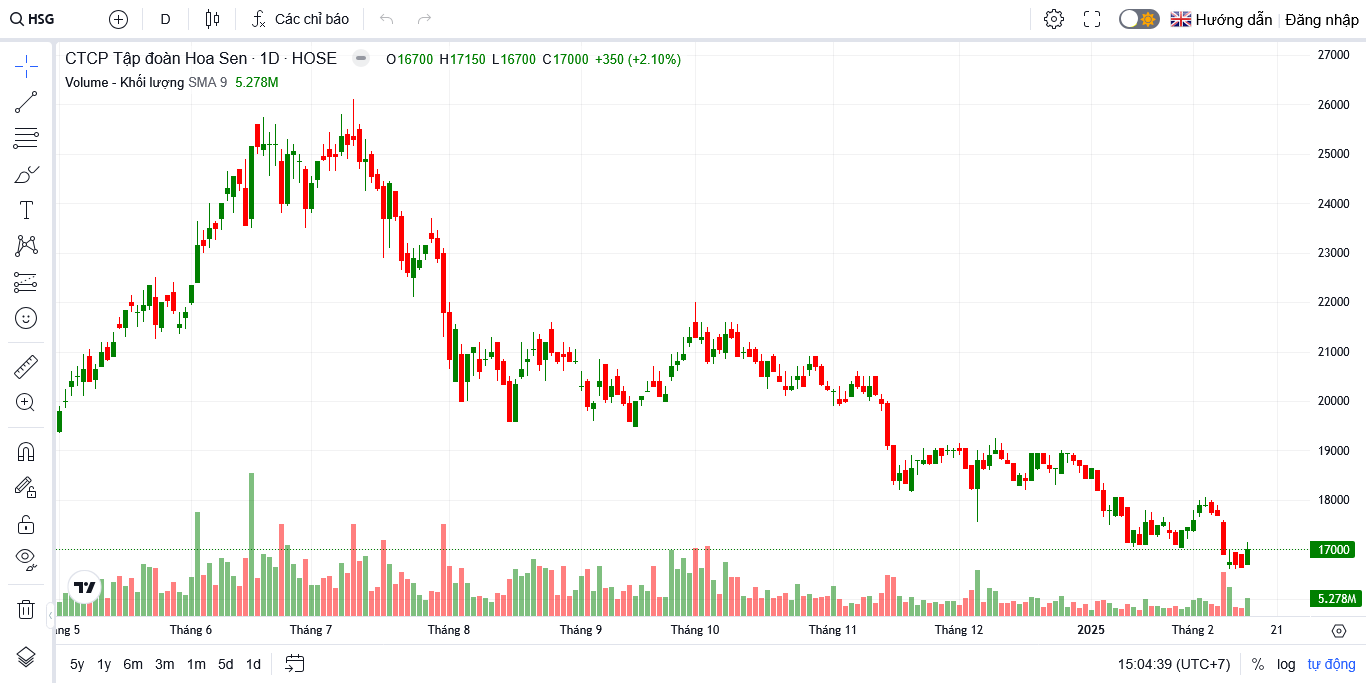 HSG D Các chỉ báo Hướng dẫn Đăng nhập
CTCP Tập đoàn Hoa Sen · 1D · HOSE O16700 H17150 L16700 C17000 +350 (+2.10%)
Volume - Khối lượng SMA 9 5.278M
27000
26000
25000
24000
23000
22000
21000
20000
19000
18000
17000
5.278M
ng 5 Tháng 6 Tháng 7 Tháng 8 Tháng 9 Tháng 10 Tháng 11 Tháng 12 2025 Tháng 2 21
5y 1y 6m 3m 1m 5d 1d 15:04:39 (UTC+7) % log tự động